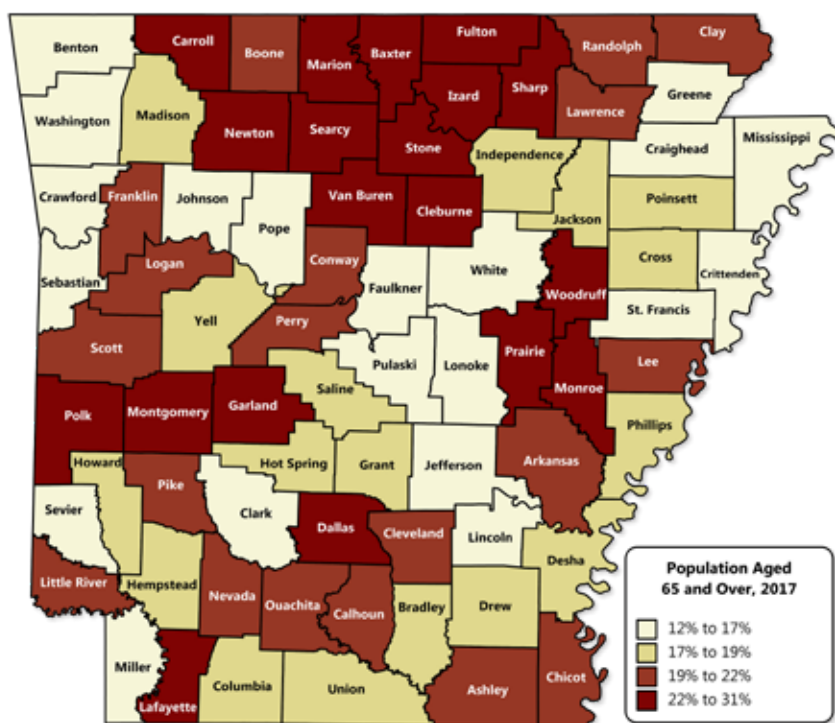 Benton
Carroll
Boone
Marion
Baxter
Fulton
Randolph
Clay
Izard
Sharp
Lawrence
Greene
Washington
Madison
Newton
Searcy
Stone
Independence
Craighead
Mississippi
Crawford
Franklin
Johnson
Pope
Van Buren
Cleburne
Jackson
Poinsett
Sebastian
Logan
Conway
Faulkner
White
Woodruff
Cross
Crittenden
St. Francis
Yell
Perry
Scott
Pulaski
Lonoke
Prairie
Monroe
Lee
Saline
Polk
Montgomery
Garland
Phillips
Howard
Hot Spring
Grant
Jefferson
Arkansas
Pike
Sevier
Clark
Dallas
Cleveland
Lincoln
Desha
Little River
Hempstead
Nevada
Ouachita
Calhoun
Bradley
Drew
Miller
Lafayette
Columbia
Union
Ashley
Chicot
Population Aged
65 and Over, 2017
12% to 17%
17% to 19%
19% to 22%
22% to 31%